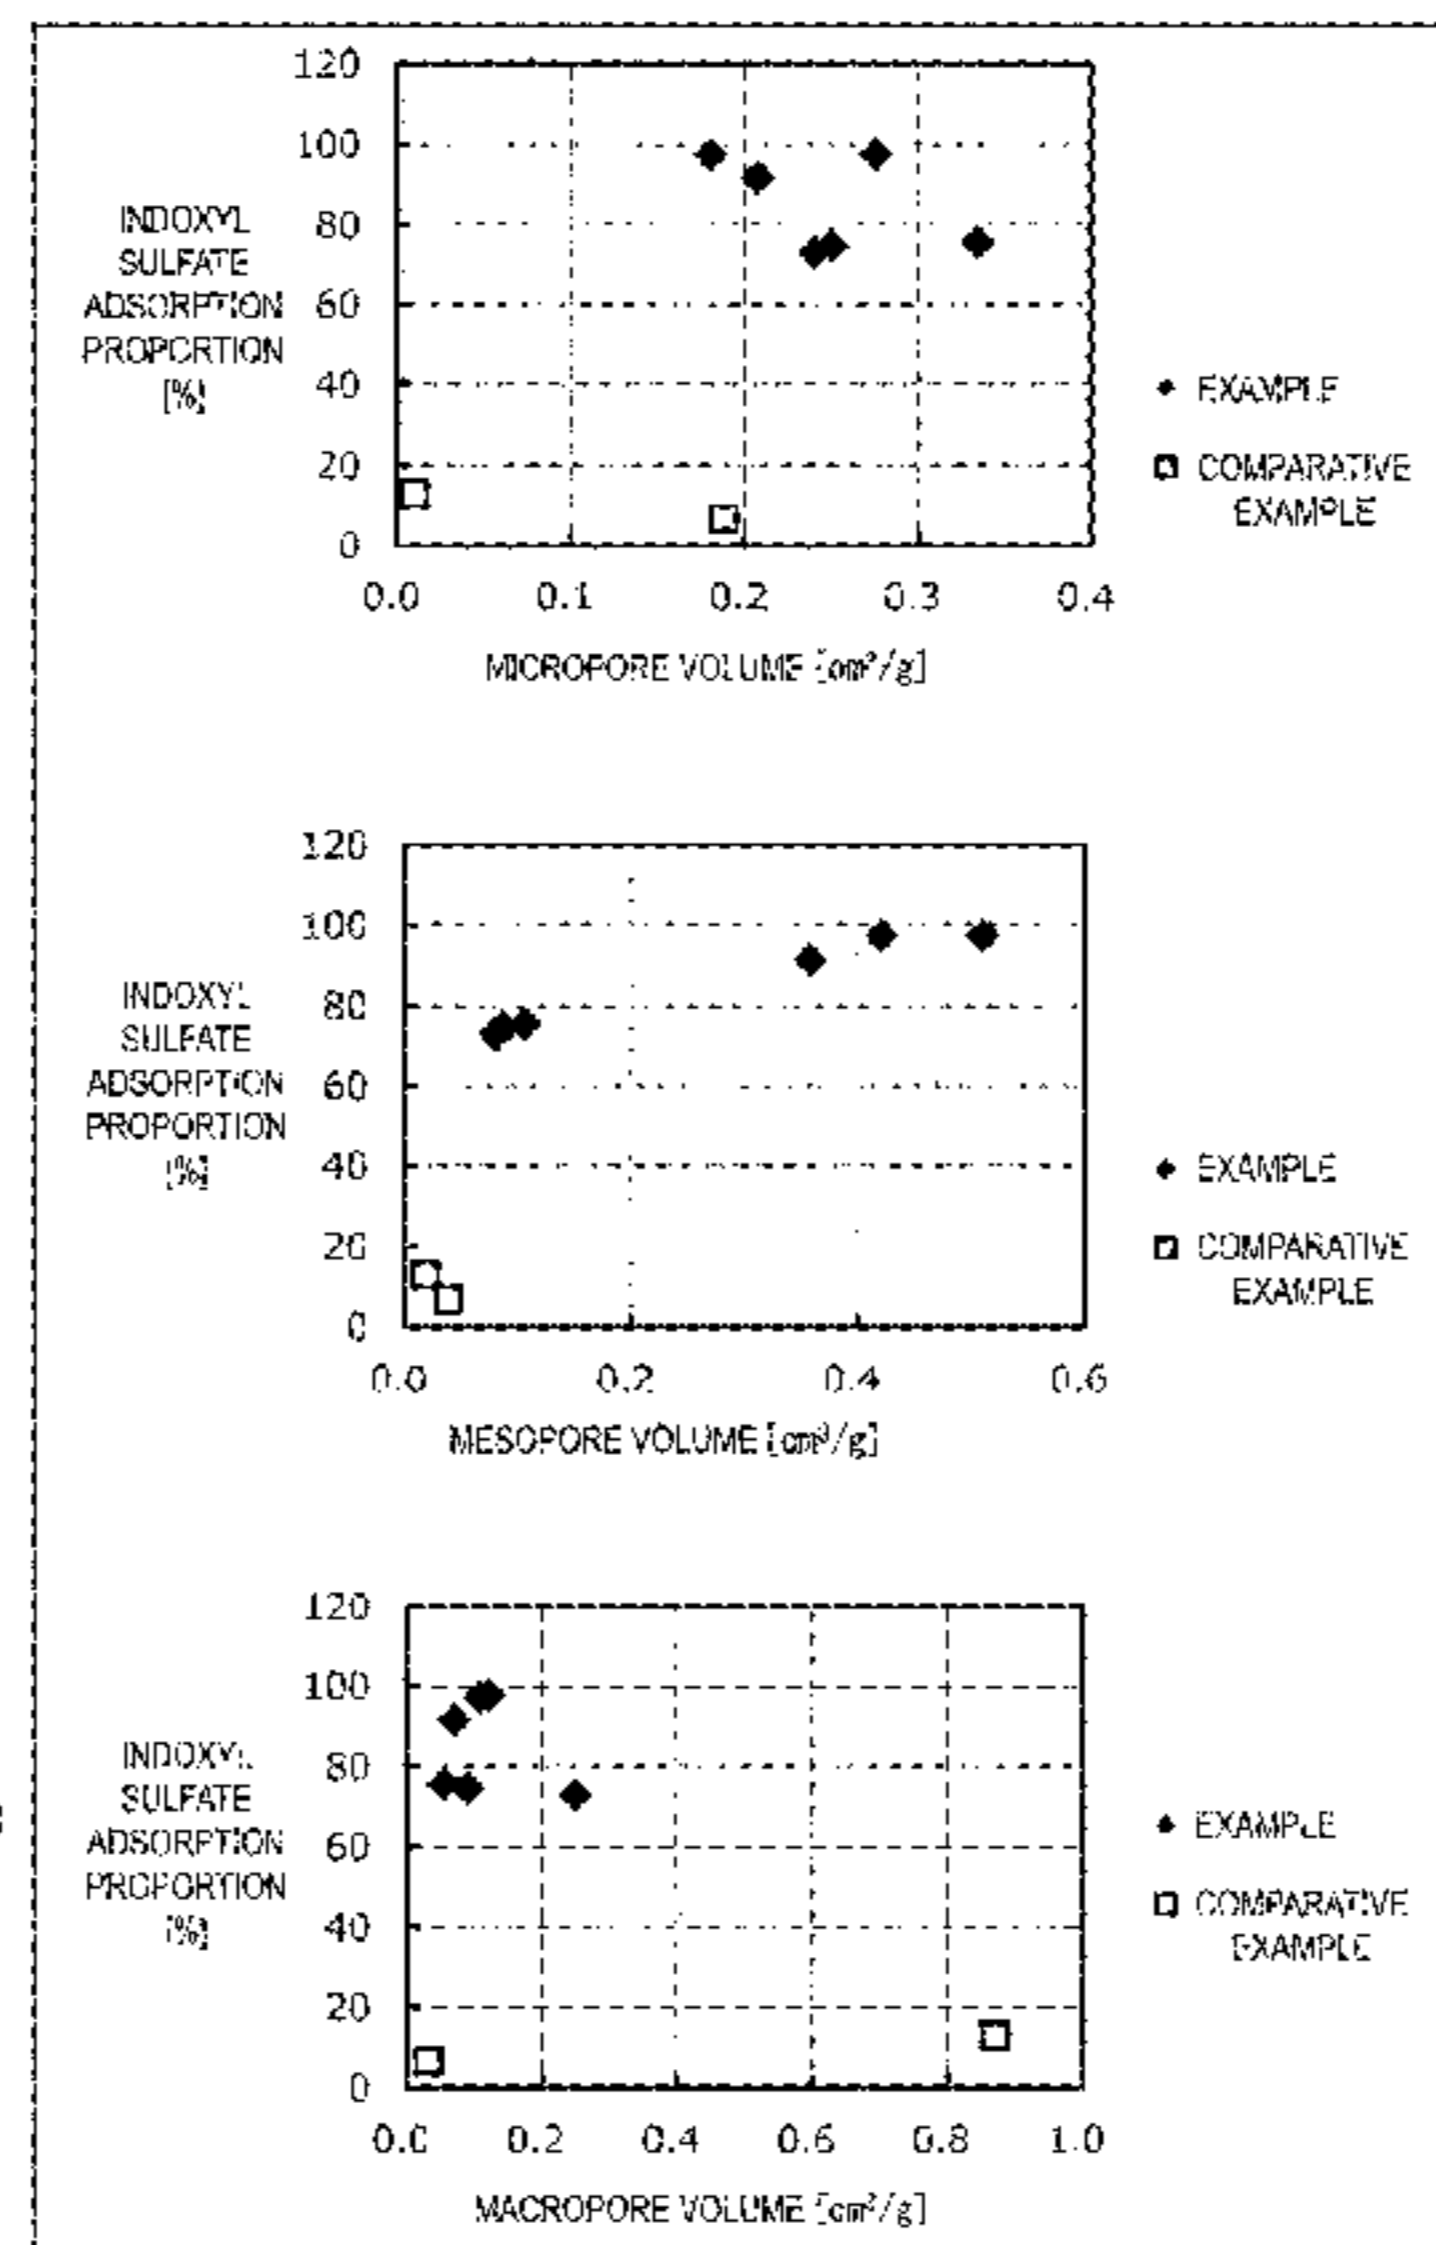 120
100
80
60
40
20
0
INDOXYL
SULFATE
ADSORPTION
PROPORTION
[%]
0.0 0.1 0.2 0.3 0.4
MICROPORE VOLUME [cm³/g]
EXAMPLE
COMPARATIVE
EXAMPLE
120
100
80
60
40
20
0
INDOXYL
SULFATE
ADSORPTION
PROPORTION
[%]
0.0 0.2 0.4 0.6
MESOPORE VOLUME [cm³/g]
EXAMPLE
COMPARATIVE
EXAMPLE
120
100
80
60
40
20
0
INDOXYL
SULFATE
ADSORPTION
PROPORTION
[%]
0.0 0.2 0.4 0.6 0.8 1.0
MACROPORE VOLUME [cm³/g]
EXAMPLE
COMPARATIVE
EXAMPLE